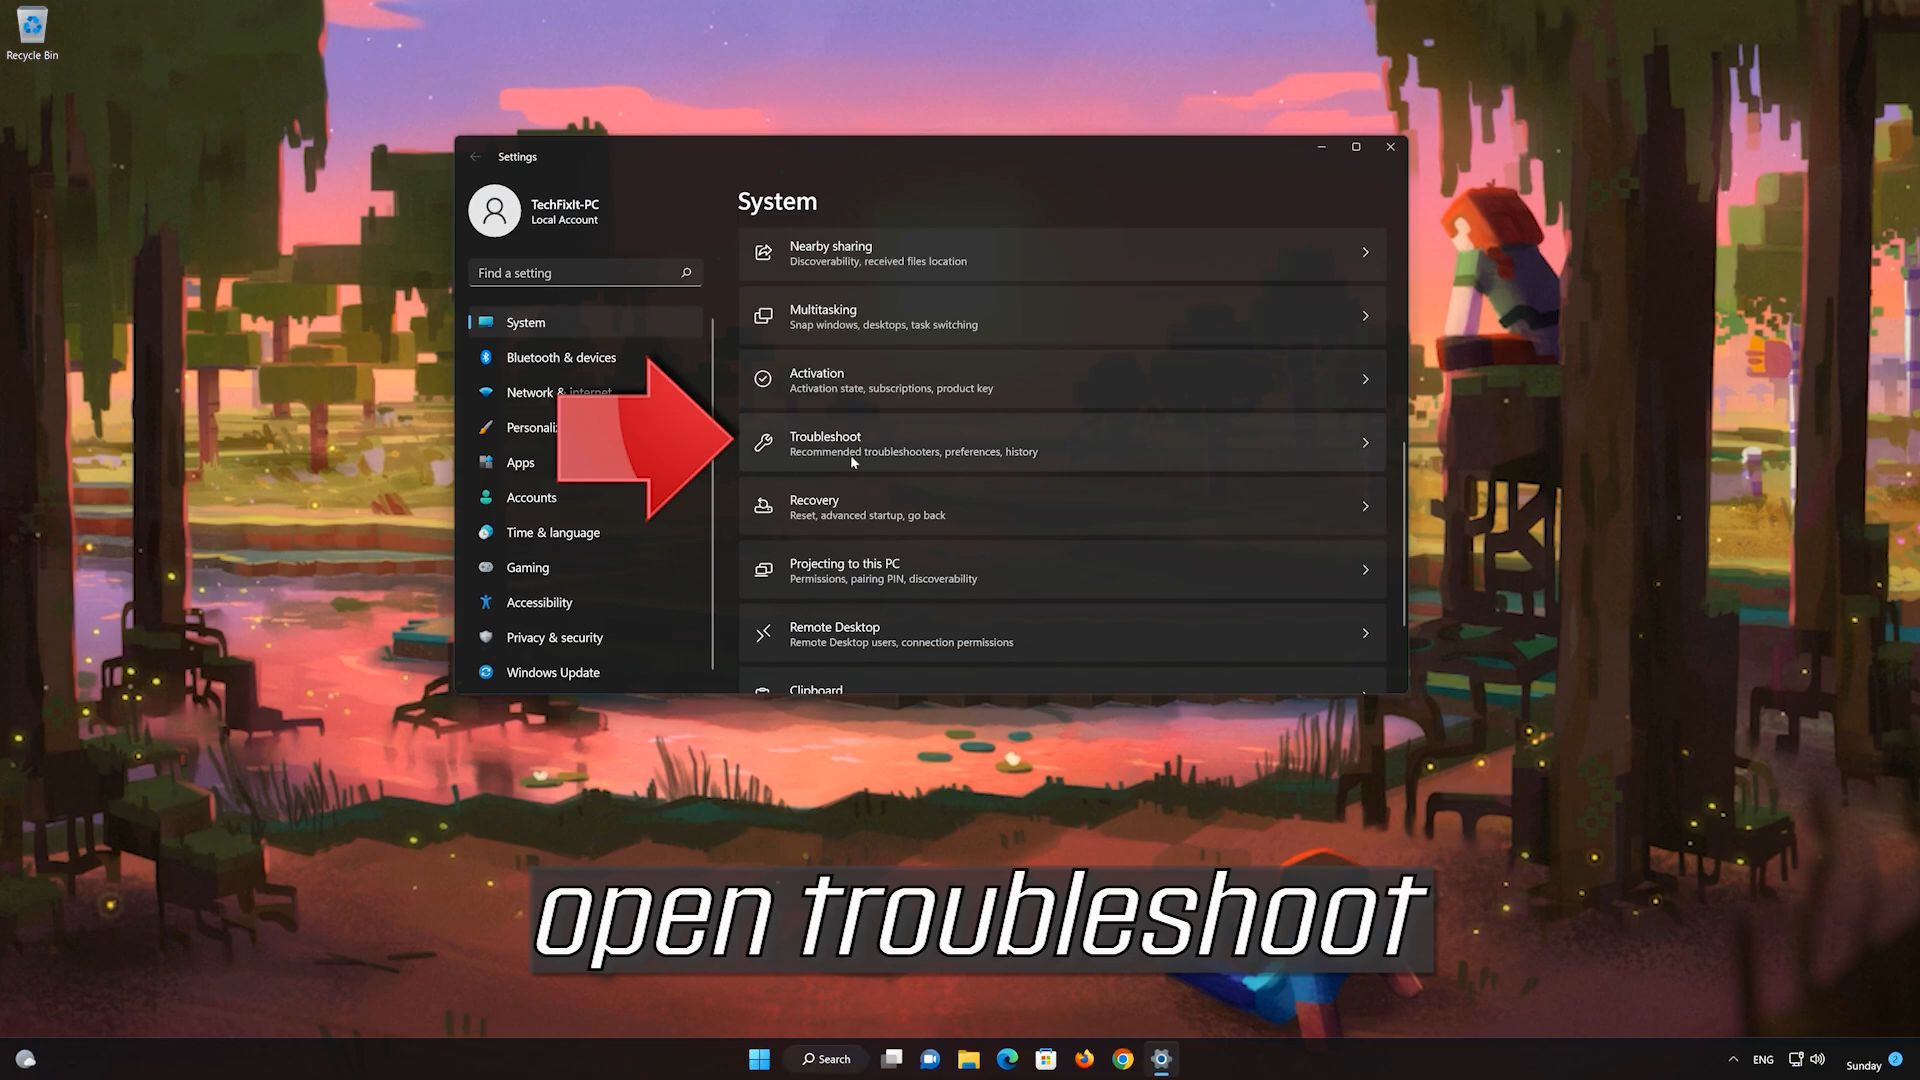 Recycle Bin
Settings
TechFixIt-PC
Local Account
Find a setting
System
Bluetooth & devices
Network & internet
Personali
Apps
Accounts
Time & language
Gaming
Accessibility
Privacy & security
Windows Update
System
Nearby sharing
Discoverability, received files location
Multitasking
Snap windows, desktops, task switching
Activation
Activation state, subscriptions, product key
Troubleshoot
Recommended troubleshooters, preferences, history
Recovery
Reset, advanced startup, go back
Projecting to this PC
Permissions, pairing PIN, discoverability
Remote Desktop
Remote Desktop users, connection permissions
Clipboard
open troubleshoot
Search
ENG
Sunday
2